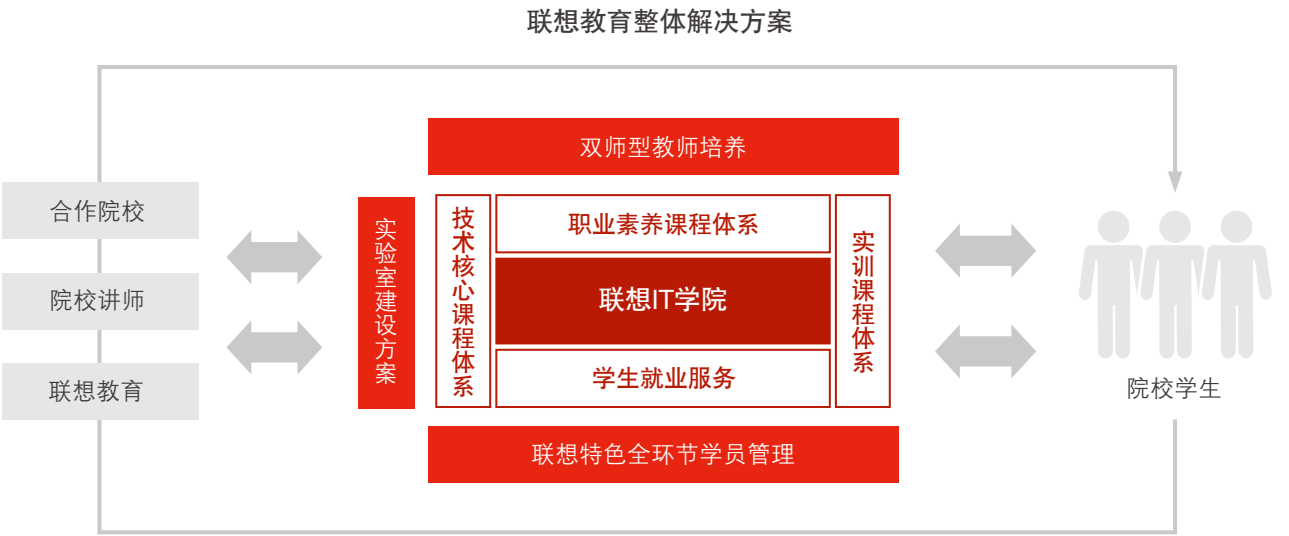 联想教育整体解决方案
双师型教师培养
合作院校
院校讲师
联想教育
实验室建设方案
技术核心课程体系
职业素养课程体系
联想IT学院
学生就业服务
实训课程体系
联想特色全环节学员管理
院校学生